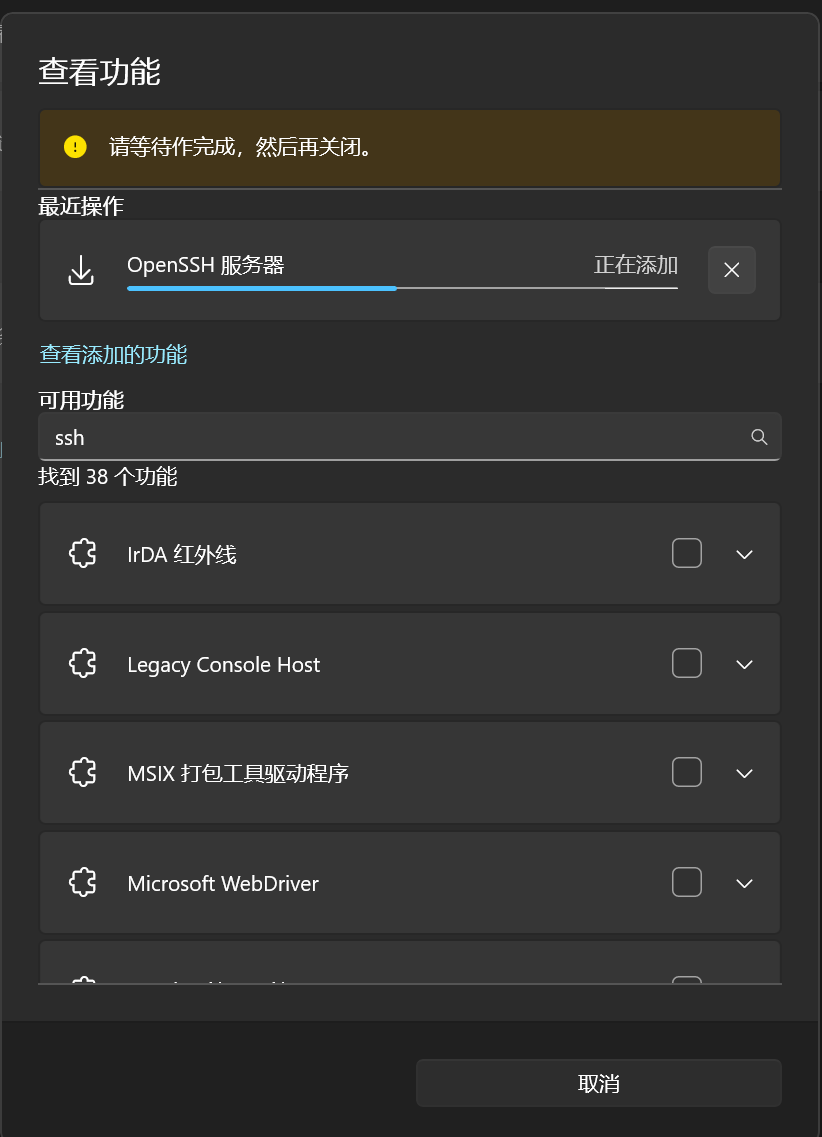 查看功能
请等待作完成，然后再关闭。
最近操作
OpenSSH 服务器
正在添加
查看添加的功能
可用功能
ssh
找到 38 个功能
IrDA 红外线
Legacy Console Host
MSIX 打包工具驱动程序
Microsoft WebDriver
取消